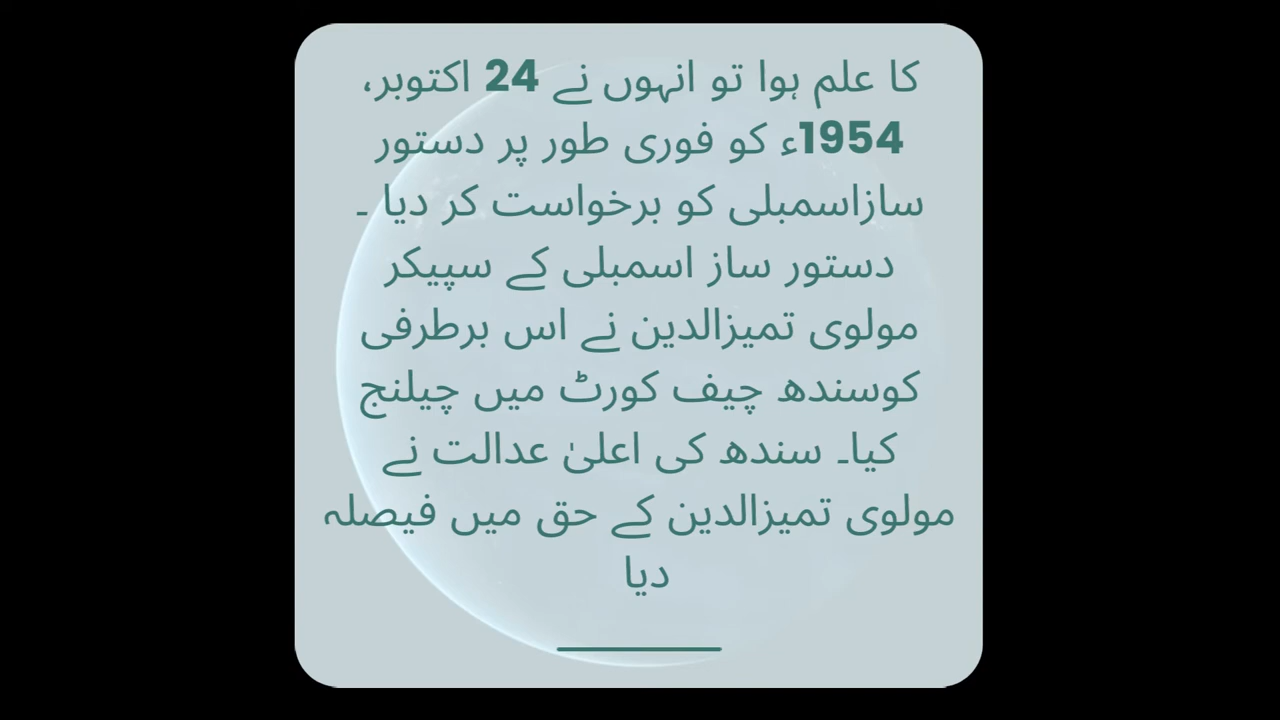 کا علم ہوا تو انہوں نے 24 اکتوبر،
1954ء کو فوری طور پر دستور
سازاسمبلی کو برخواست کر دیا ۔
دستور ساز اسمبلی کے سپیکر
مولوی تمیزالدین نے اس برطرفی
کوسندھ چیف کورٹ میں چیلنج
کیا۔ سندھ کی اعلیٰ عدالت نے
مولوی تمیزالدین کے حق میں فیصلہ
دیا